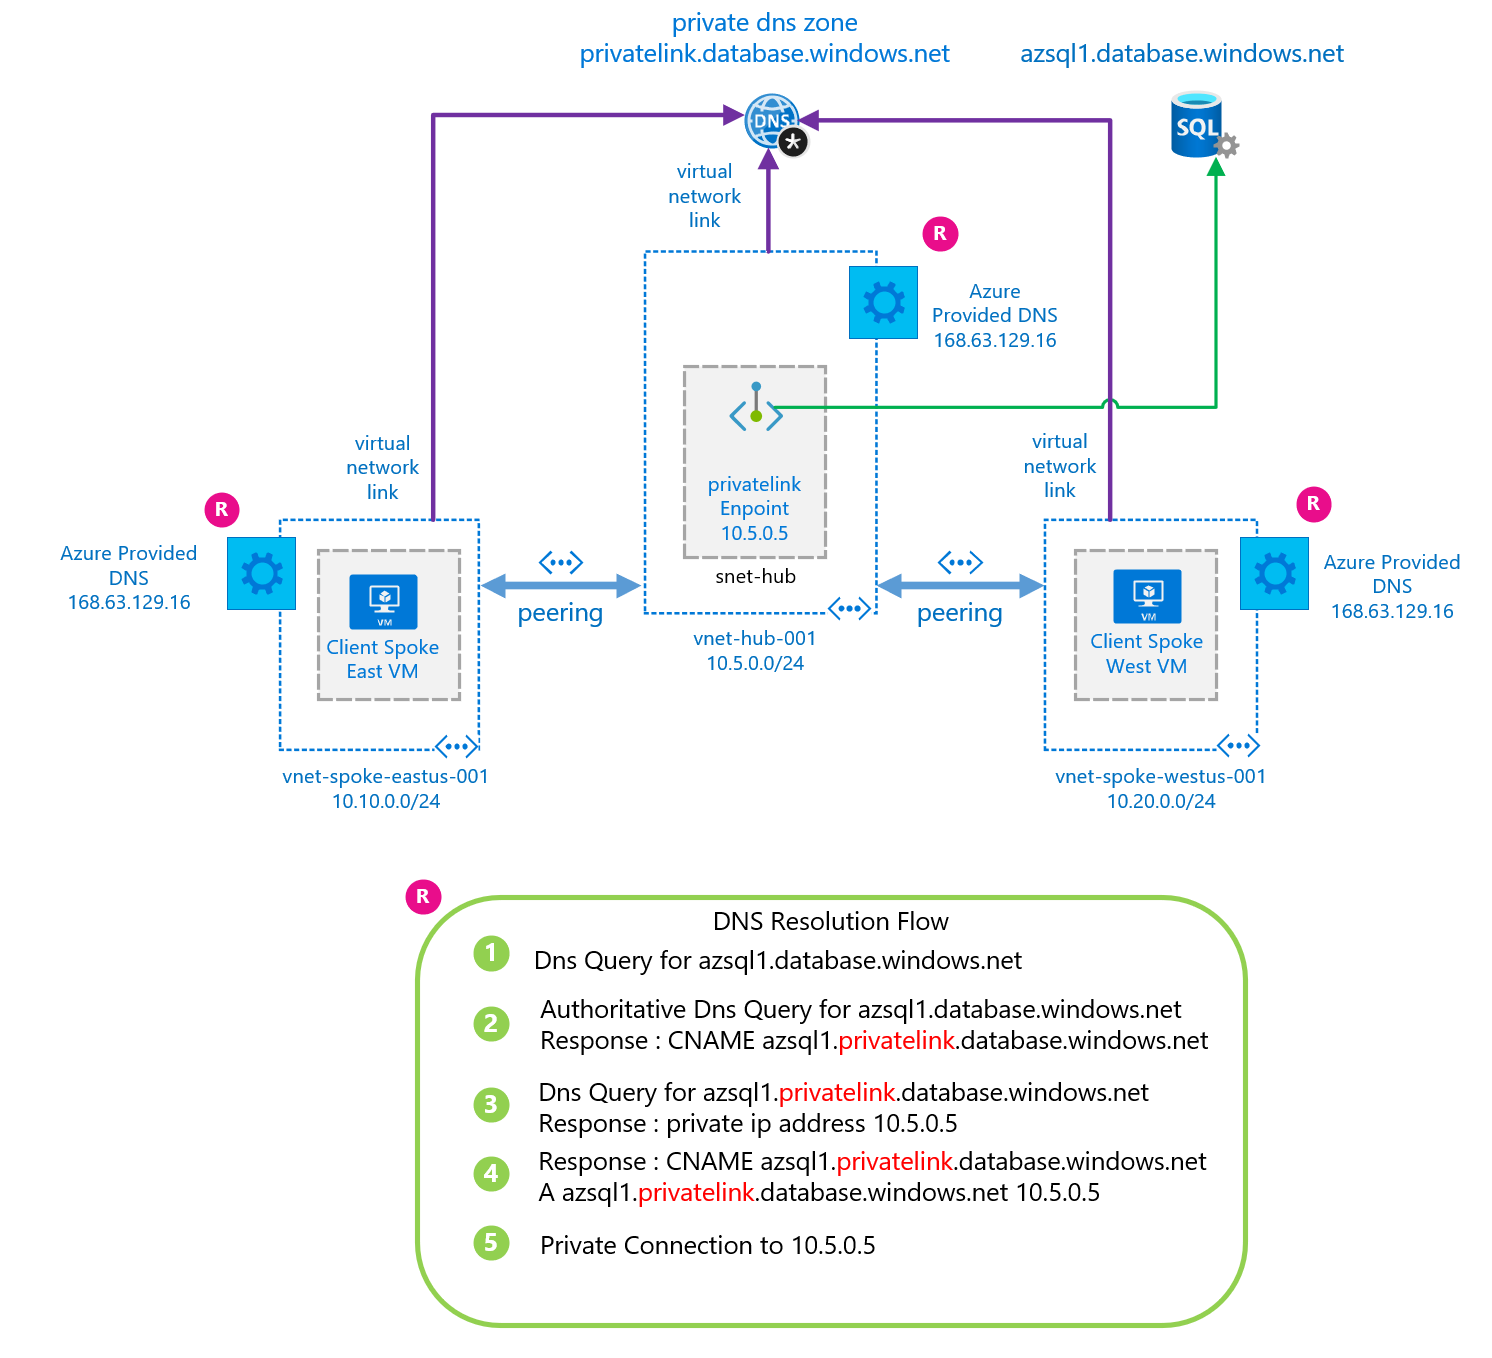 private dns zone
privatelink.database.windows.net
azsql1.database.windows.net
DNS
*
SQL
virtual
network
link
R
Azure
Provided DNS
168.63.129.16
privatelink
Enpoint
10.5.0.5
snet-hub
vnet-hub-001
10.5.0.0/24
virtual
network
link
R
Azure Provided
DNS
168.63.129.16
VM
Client Spoke
East VM
vnet-spoke-eastus-001
10.10.0.0/24
peering
peering
virtual
network
link
R
Azure Provided
DNS
168.63.129.16
VM
Client Spoke
West VM
vnet-spoke-westus-001
10.20.0.0/24
R
DNS Resolution Flow
1 Dns Query for azsql1.database.windows.net
2 Authoritative Dns Query for azsql1.database.windows.net
Response : CNAME azsql1.privatelink.database.windows.net
3 Dns Query for azsql1.privatelink.database.windows.net
Response : private ip address 10.5.0.5
4 Response : CNAME azsql1.privatelink.database.windows.net
A azsql1.privatelink.database.windows.net 10.5.0.5
5 Private Connection to 10.5.0.5